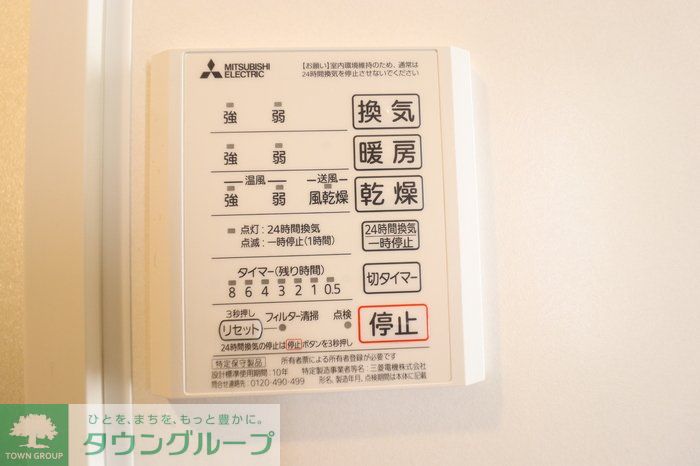 MITSUBISHI
ELECTRIC
【お願い】室内環境維持のため、通常は
24時間換気を停止させないでください
強 弱 換気
強 弱 暖房
温風 送風
強 弱 風乾燥 乾燥
点灯：24時間換気
点滅：一時停止(1時間)
24時間換気
一時停止
タイマー(残り時間)
8 6 4 3 2 1 0.5
切タイマー
3秒押し
リセット フィルター清掃 点検
停止
24時間換気の停止は停止ボタンを3秒押し
特定保守製品 所有者票による所有者登録が必要です
設計標準使用期間：10年 特定製造事業者等名：三菱電機株式会社
問合せ連絡先：0120-490-499 形名、製造年月、点検期間は本体に記載
ひとを、まちを、もっと豊かに。
タウングループ
TOWN GROUP